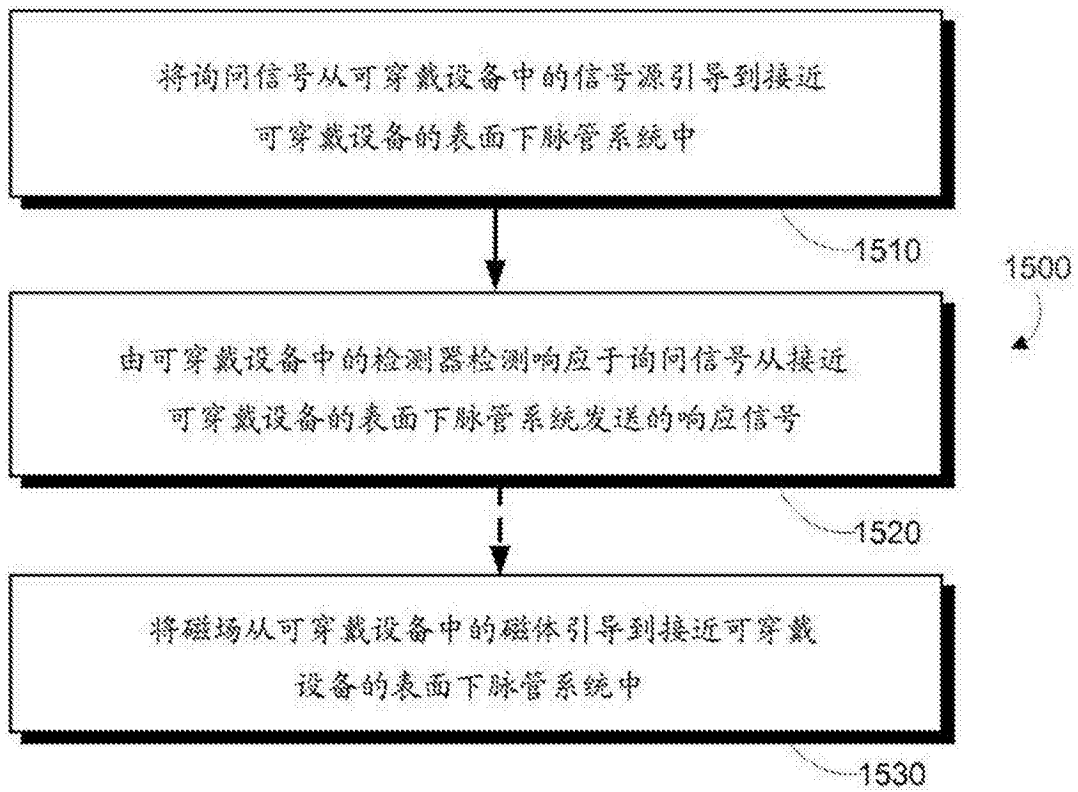 将询问信号从可穿戴设备中的信号源引导到接近
可穿戴设备的表面下脉管系统中
1510
1500
由可穿戴设备中的检测器检测响应于询问信号从接近
可穿戴设备的表面下脉管系统发送的响应信号
1520
将磁场从可穿戴设备中的磁体引导到接近可穿戴
设备的表面下脉管系统中
1530